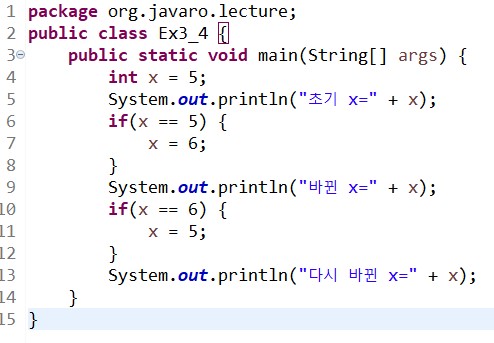 1 package org.javaro.lecture;
2 public class Ex3_4 {
3 public static void main(String[] args) {
4 int x = 5;
5 System.out.println("초기 x=" + x);
6 if(x == 5) {
7 x = 6;
8 }
9 System.out.println("바뀐 x=" + x);
10 if(x == 6) {
11 x = 5;
12 }
13 System.out.println("다시 바뀐 x=" + x);
14 }
15 }